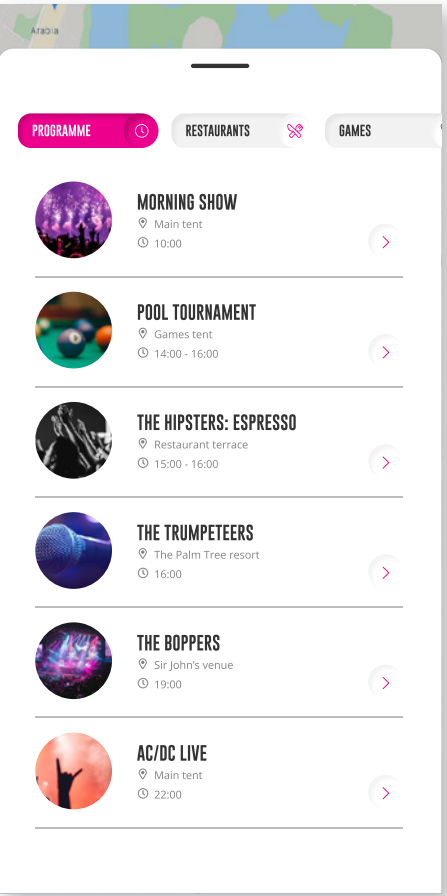 Arabia
PROGRAMME
RESTAURANTS
GAMES
MORNING SHOW
Main tent
10:00
POOL TOURNAMENT
Games tent
14:00 - 16:00
THE HIPSTERS: ESPRESSO
Restaurant terrace
15:00 - 16:00
THE TRUMPETEERS
The Palm Tree resort
16:00
THE BOPPERS
Sir John's venue
19:00
AC/DC LIVE
Main tent
22:00